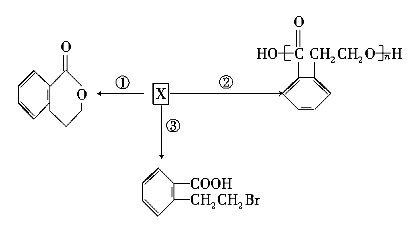 O
O
①
X
②
③
O
HO–[C CH₂CH₂O–]ₙH
COOH
CH₂CH₂Br